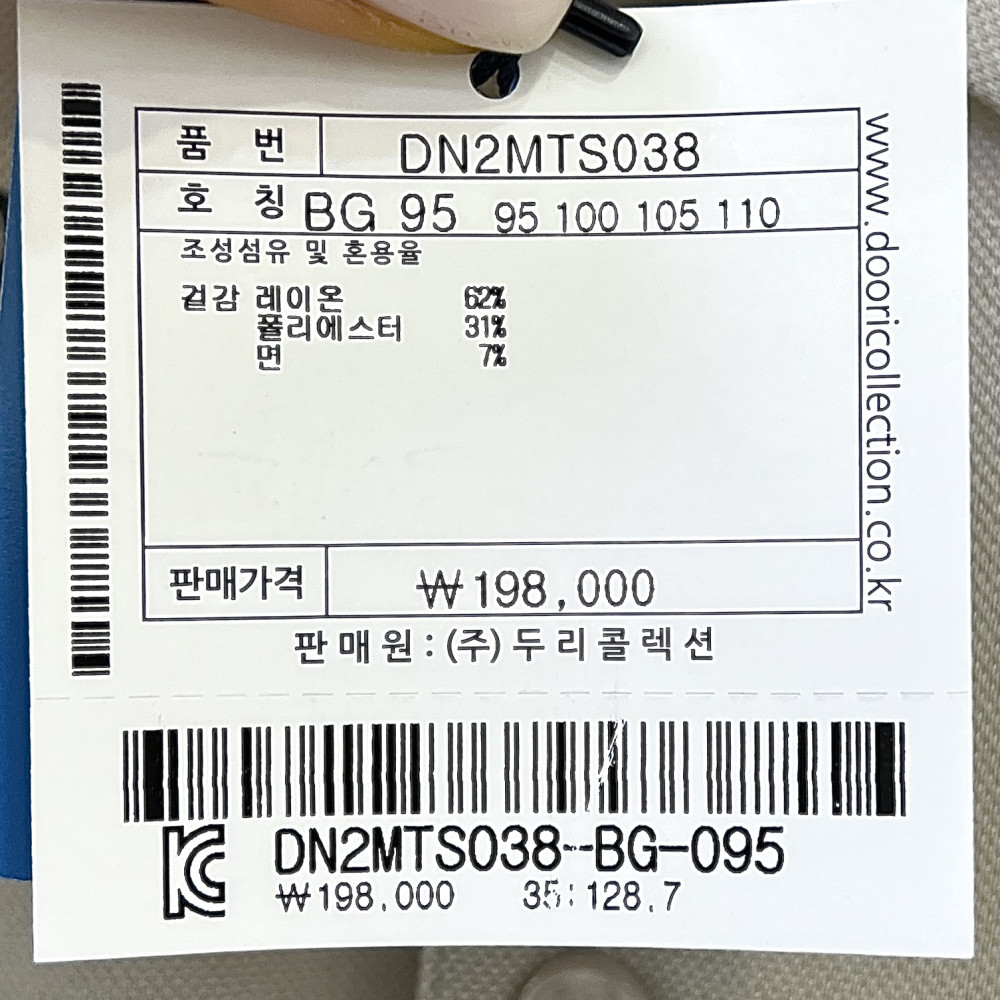 품 번 DN2MTS038
호 칭 BG 95 95 100 105 110
조성섬유 및 혼용율
겉감 레이온 62%
폴리에스터 31%
면 7%
판매가격 ₩198,000
판매원 : (주)두리콜렉션
www.dooricollection.co.kr
DN2MTS038-BG-095
₩198,000 35:128.7